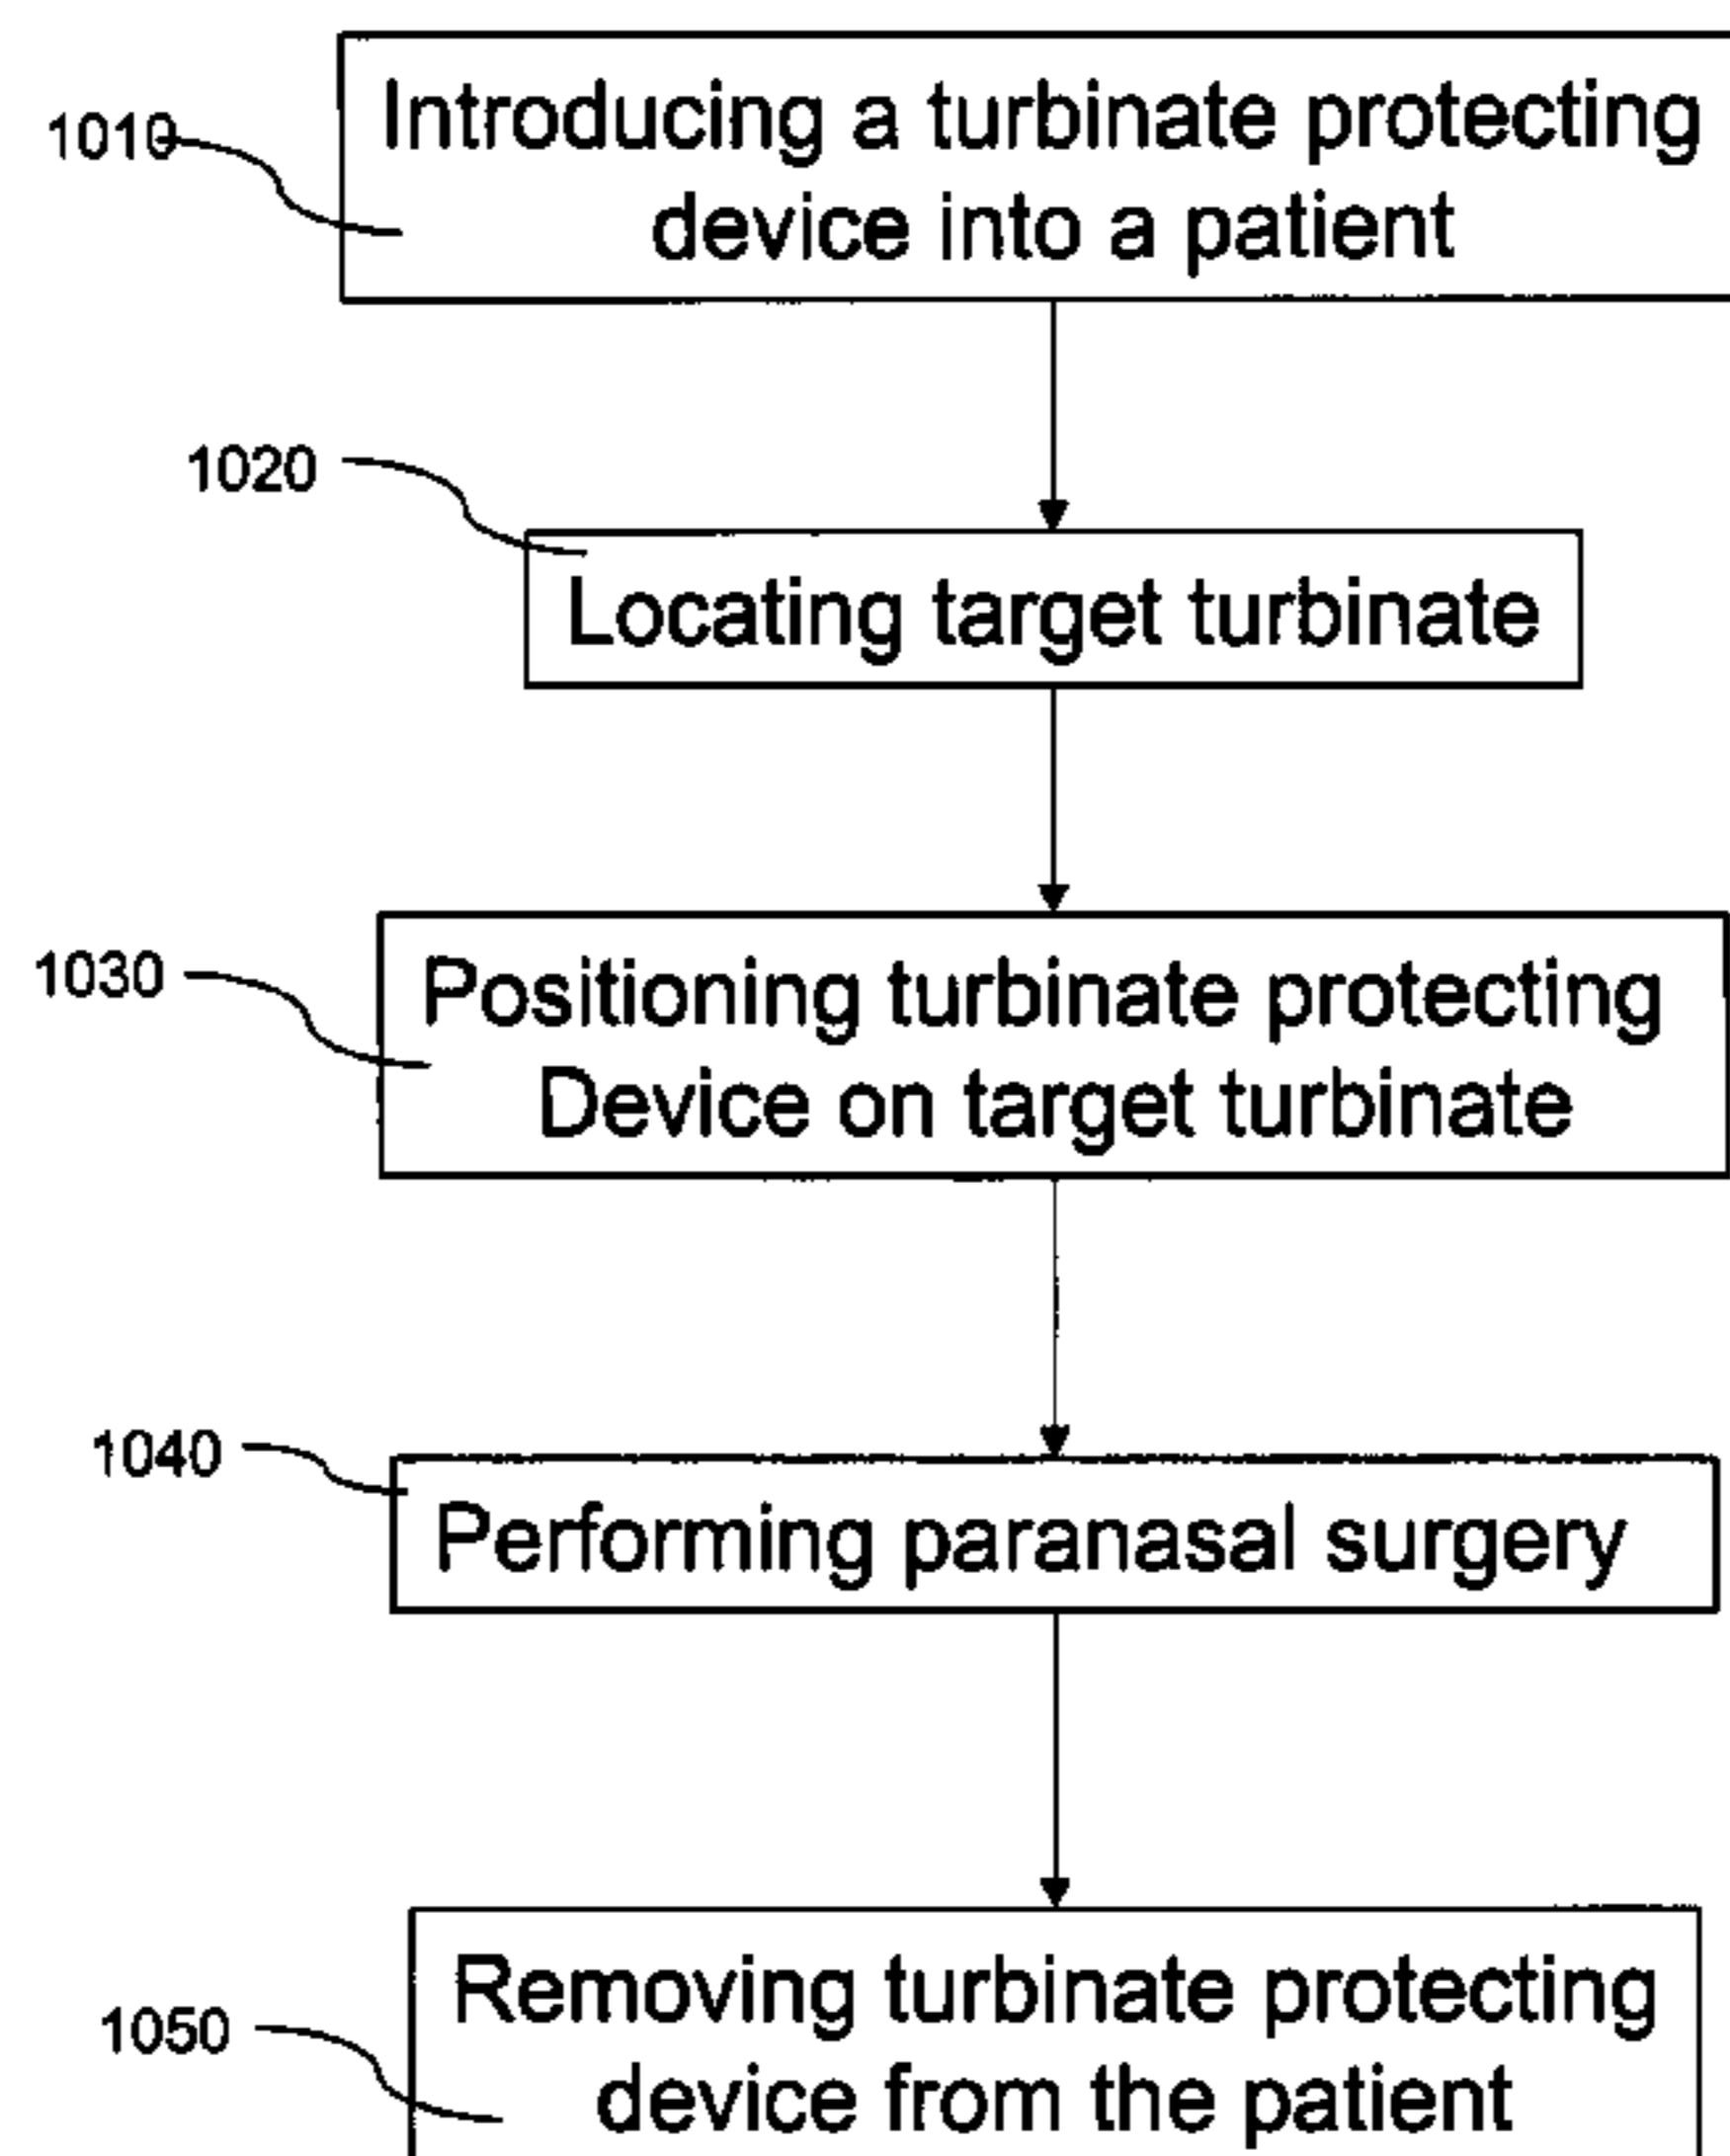 1010
Introducing a turbinate protecting
device into a patient
1020
Locating target turbinate
1030
Positioning turbinate protecting
Device on target turbinate
1040
Performing paranasal surgery
1050
Removing turbinate protecting
device from the patient